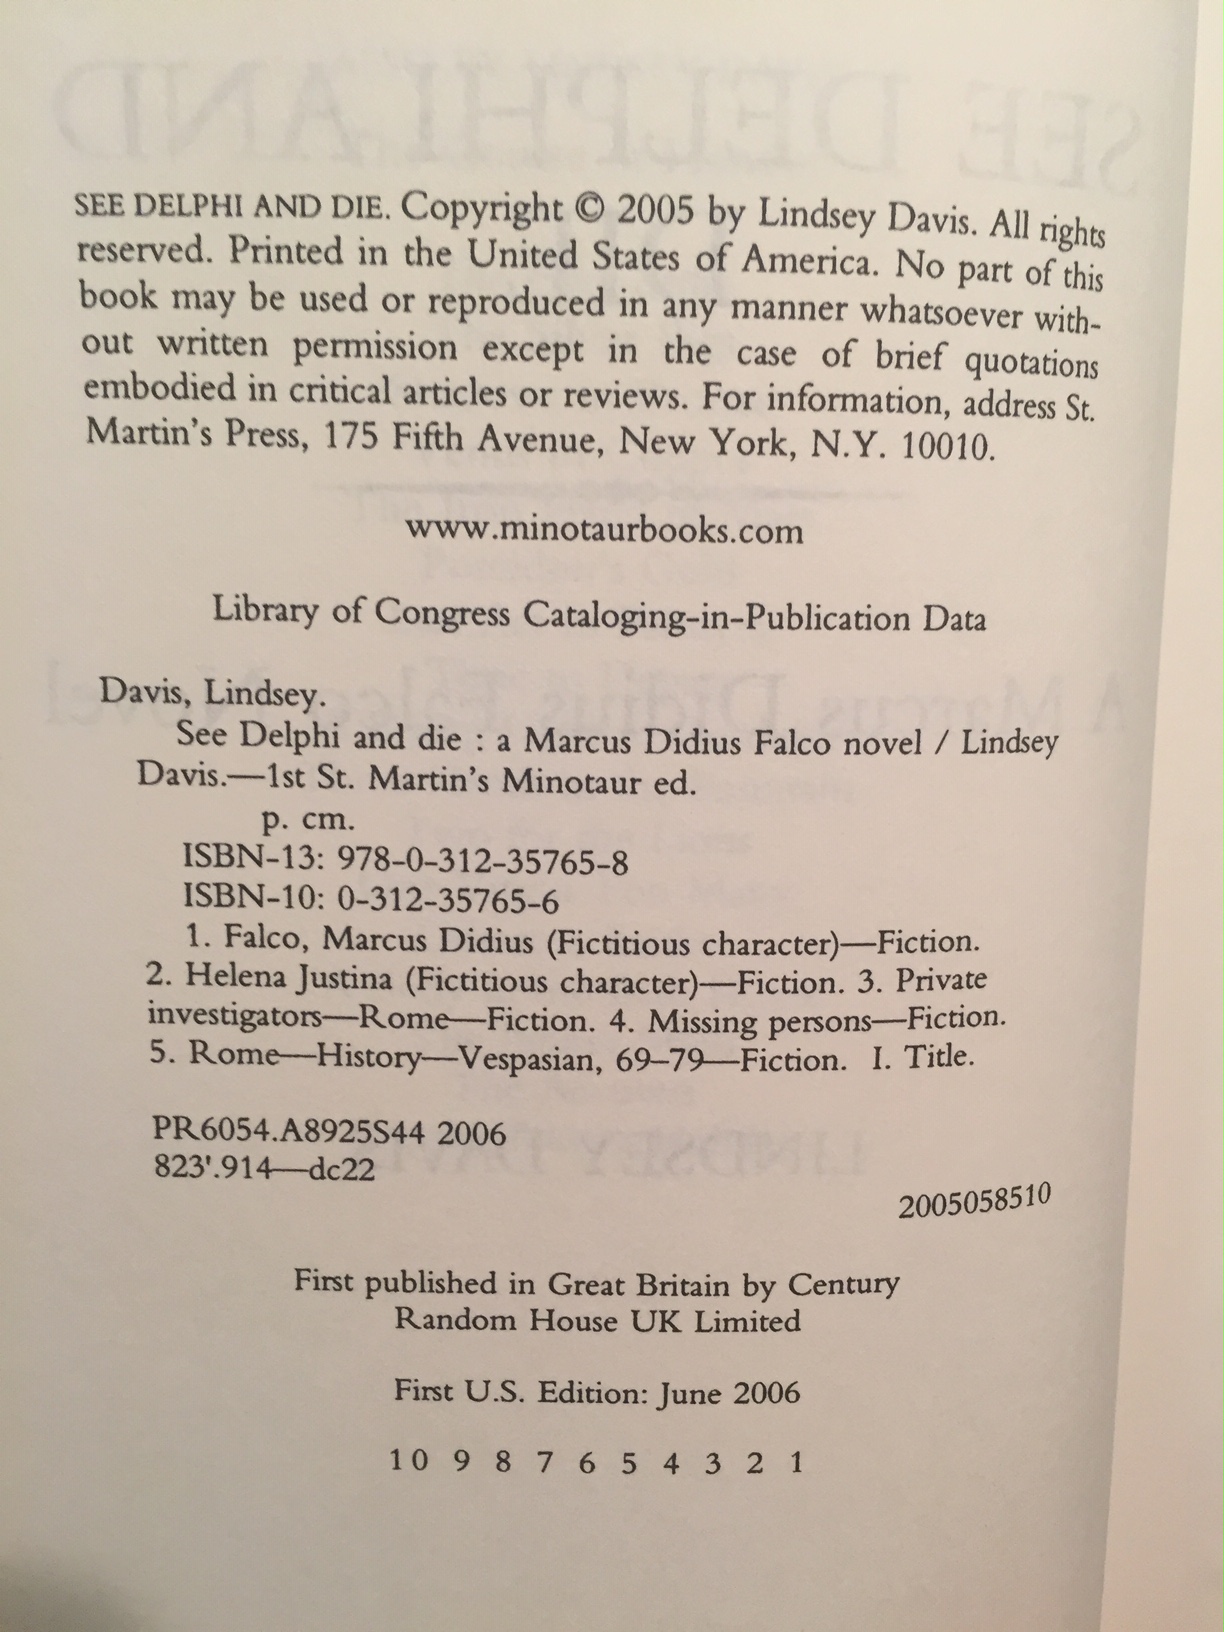 SEE DELPHI AND DIE. Copyright © 2005 by Lindsey Davis. All rights
reserved. Printed in the United States of America. No part of this
book may be used or reproduced in any manner whatsoever with-
out written permission except in the case of brief quotations
embodied in critical articles or reviews. For information, address St.
Martin's Press, 175 Fifth Avenue, New York, N.Y. 10010.
www.minotaurbooks.com
Library of Congress Cataloging-in-Publication Data
Davis, Lindsey.
See Delphi and die : a Marcus Didius Falco novel / Lindsey
Davis.—1st St. Martin's Minotaur ed.
p. cm.
ISBN-13: 978-0-312-35765-8
ISBN-10: 0-312-35765-6
1. Falco, Marcus Didius (Fictitious character)—Fiction.
2. Helena Justina (Fictitious character)—Fiction. 3. Private
investigators—Rome—Fiction. 4. Missing persons—Fiction.
5. Rome—History—Vespasian, 69–79—Fiction. I. Title.
PR6054.A8925S44 2006
823'.914—dc22
2005058510
First published in Great Britain by Century
Random House UK Limited
First U.S. Edition: June 2006
10 9 8 7 6 5 4 3 2 1